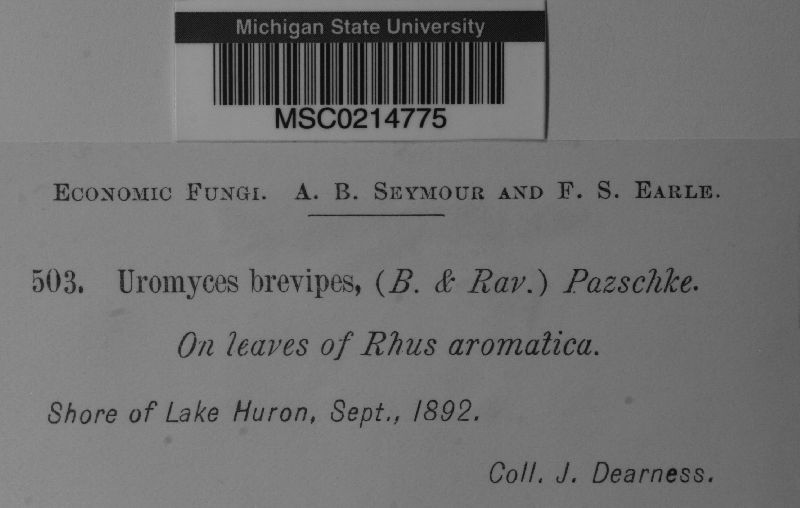 Michigan State University
MSC0214775
ECONOMIC FUNGI. A. B. SEYMOUR AND F. S. EARLE.
503. Uromyces brevipes, (B. & Rav.) Pazschke.
On leaves of Rhus aromatica.
Shore of Lake Huron, Sept., 1892.
Coll. J. Dearness.